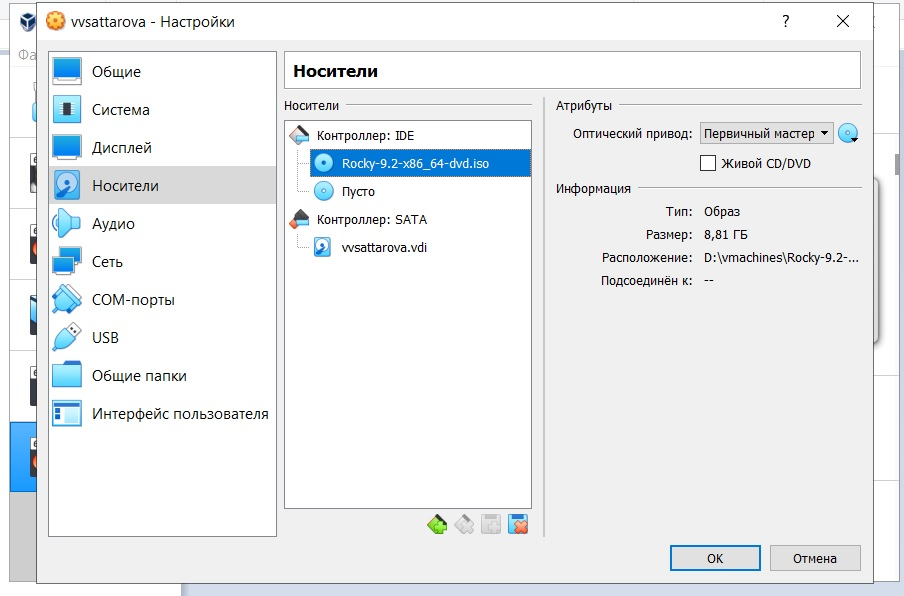 vvsattarova - Настройки
?
Фа
Общие
Система
Дисплей
Носители
Аудио
Сеть
COM-порты
USB
Общие папки
Интерфейс пользователя
Носители
Носители
Контроллер: IDE
Rocky-9.2-x86_64-dvd.iso
Пусто
Контроллер: SATA
vvsattarova.vdi
Атрибуты
Оптический привод: Первичный мастер
Живой CD/DVD
Информация
Тип: Образ
Размер: 8,81 ГБ
Расположение: D:\vmachines\Rocky-9.2-...
Подсоединён к: --
OK
Отмена